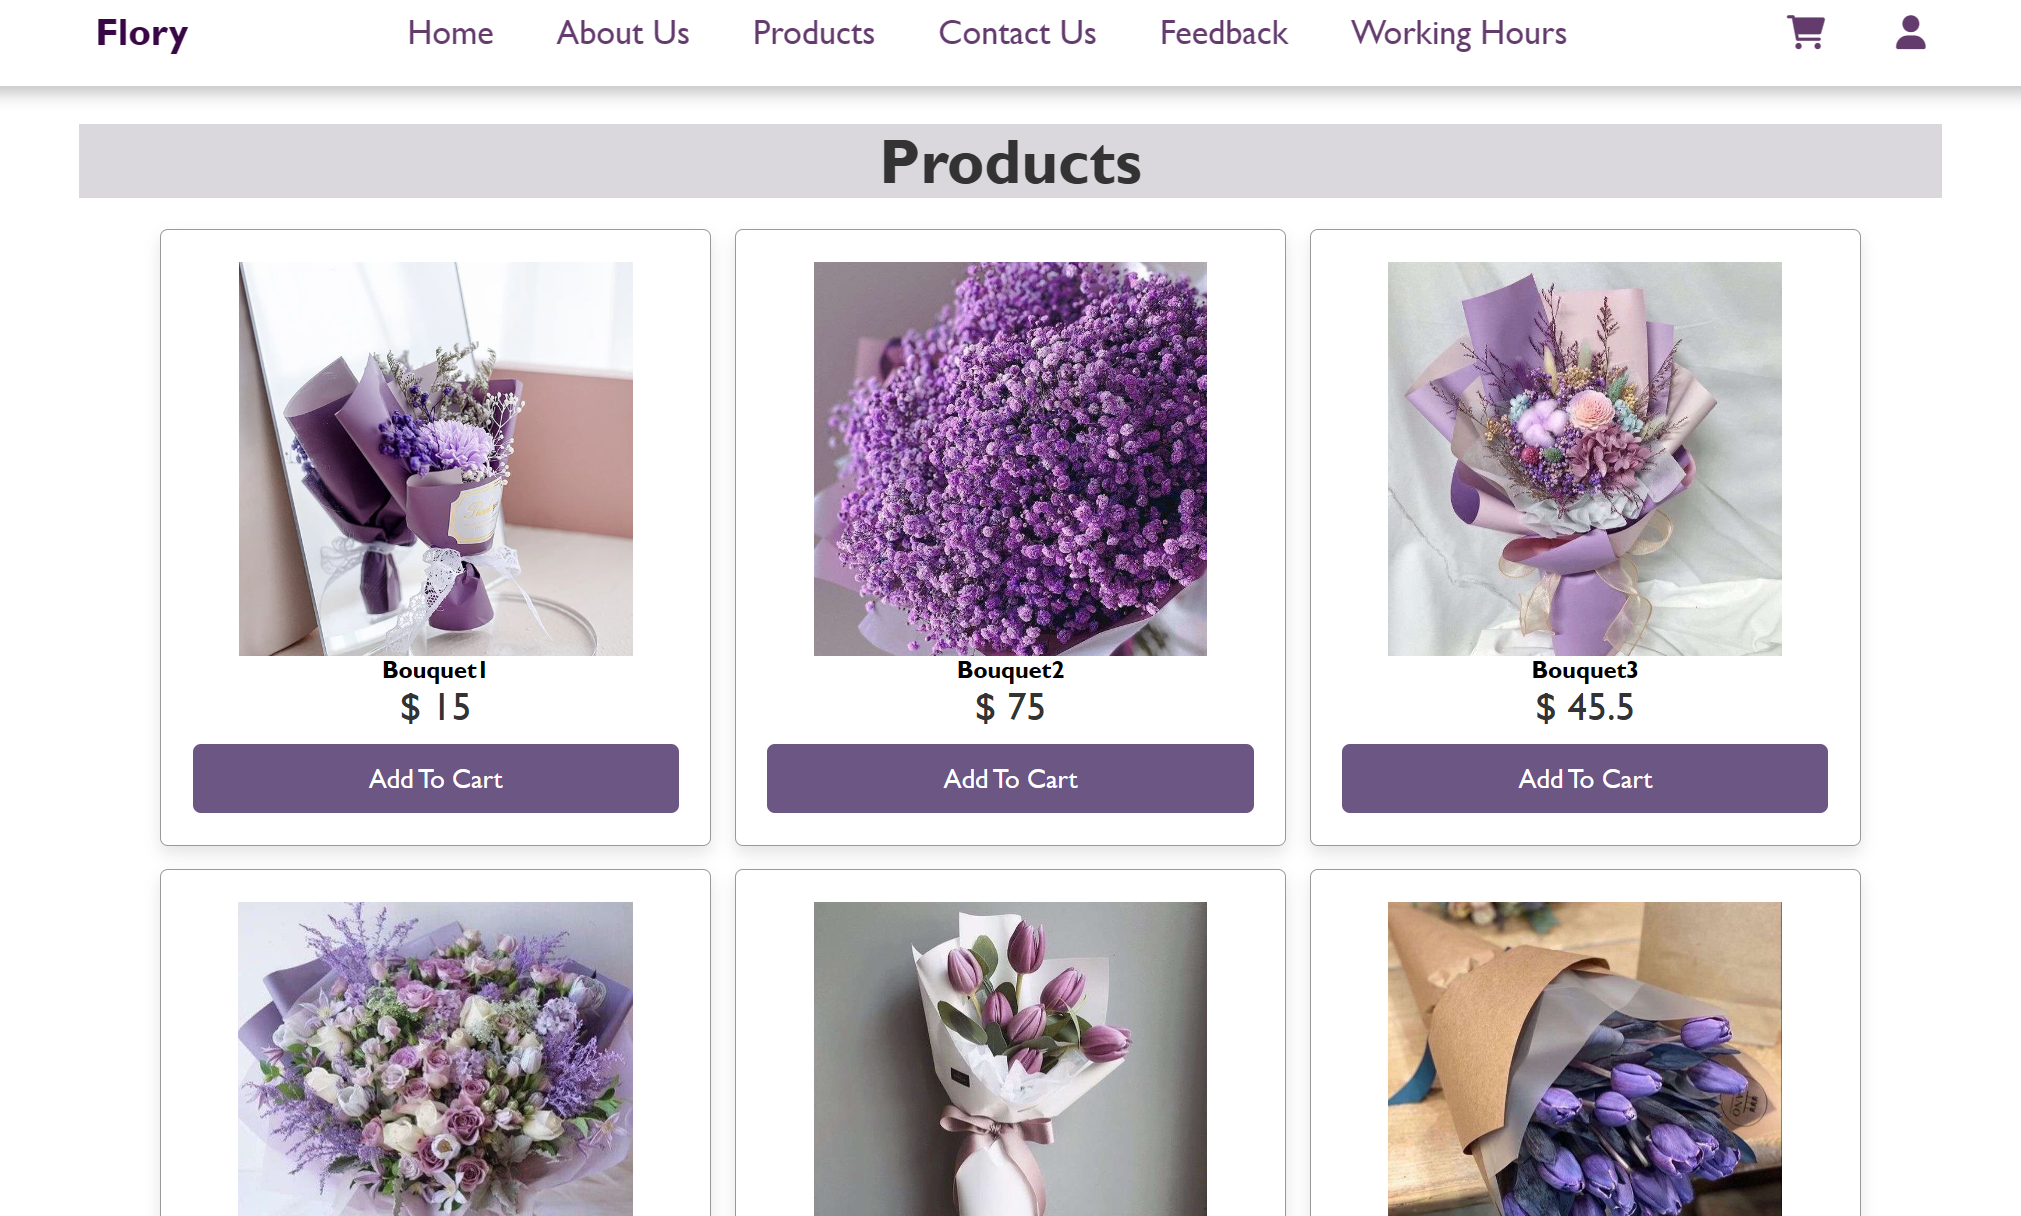 Flory
Home
About Us
Products
Contact Us
Feedback
Working Hours
Products
Bouquet1
$ 15
Add To Cart
Bouquet2
$ 75
Add To Cart
Bouquet3
$ 45.5
Add To Cart